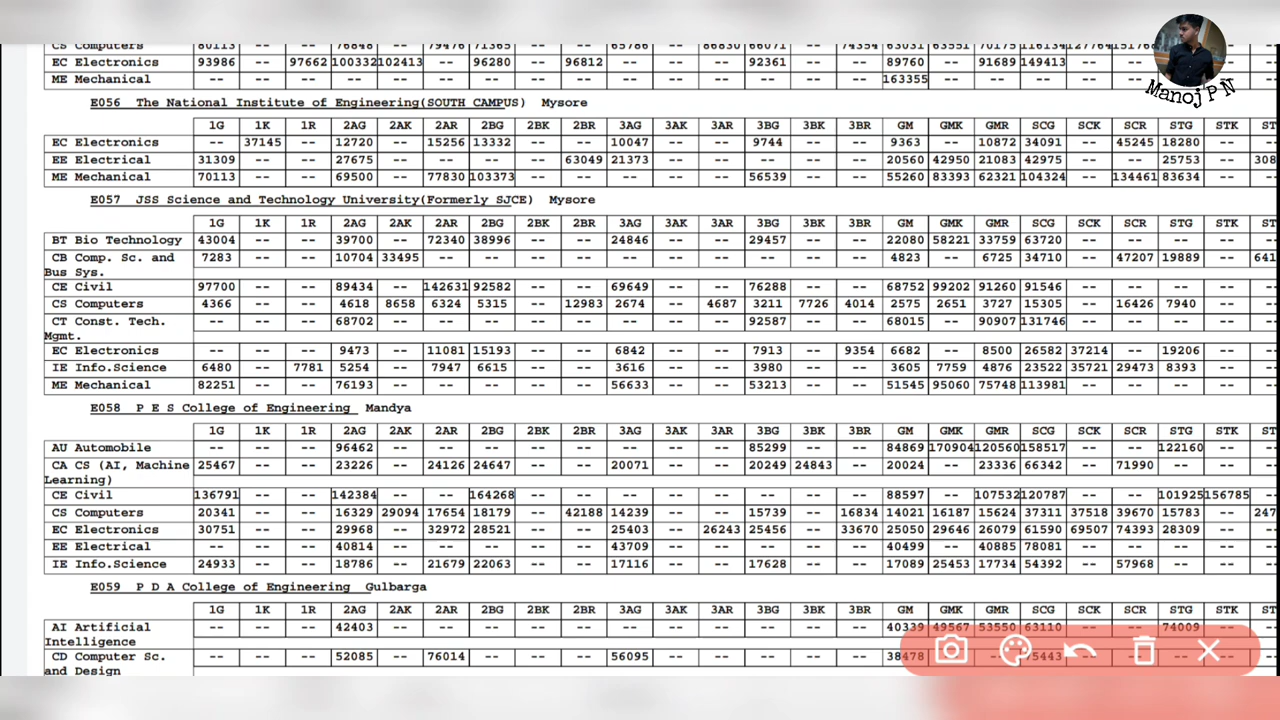 CS Computers 80113 -- -- 76848 -- 79476 71365 -- -- 65786 -- 86830 66071 -- 74354 63031 63551 70175 116134 127764
EC Electronics 93986 -- 97662 100332 102413 -- 96280 -- 96812 -- -- -- 92361 -- -- 89760 -- 91689 149413
ME Mechanical -- -- -- -- -- -- -- -- -- -- -- -- -- -- -- 163355 -- -- --
E056 The National Institute of Engineering(SOUTH CAMPUS) Mysore
1G 1K 1R 2AG 2AK 2AR 2BG 2BK 2BR 3AG 3AK 3AR 3BG 3BK 3BR GM GMK GMR SCG SCK SCR STG STK ST
EC Electronics -- 37145 -- 12720 -- 15256 13332 -- -- 10047 -- -- 9744 -- -- 9363 -- 10872 34091 -- 45245 18280 -- --
EE Electrical 31309 -- -- 27675 -- -- -- -- 63049 21373 -- -- -- -- -- 20560 42950 21083 42975 -- -- 25753 -- 308
ME Mechanical 70113 -- -- 69500 -- 77830 103373 -- -- -- -- -- 56539 -- -- 55260 83393 62321 104324 -- 134461 83634 -- --
E057 JSS Science and Technology University(Formerly SJCE) Mysore
1G 1K 1R 2AG 2AK 2AR 2BG 2BK 2BR 3AG 3AK 3AR 3BG 3BK 3BR GM GMK GMR SCG SCK SCR STG STK ST
BT Bio Technology 43004 -- -- 39700 -- 72340 38996 -- -- 24846 -- -- 29457 -- -- 22080 58221 33759 63720 -- -- -- -- --
CB Comp. Sc. and 7283 -- -- 10704 33495 -- -- -- -- -- -- -- -- -- -- 4823 -- 6725 34710 -- 47207 19889 -- 641
Bus Sys.
CE Civil 97700 -- -- 89434 -- 142631 92582 -- -- 69649 -- -- 76288 -- -- 68752 99202 91260 91546 -- -- -- -- --
CS Computers 4366 -- -- 4618 8658 6324 5315 -- 12983 2674 -- 4687 3211 7726 4014 2575 2651 3727 15305 -- 16426 7940 -- --
CT Const. Tech. -- -- -- 68702 -- -- -- -- -- -- -- -- 92587 -- -- 68015 -- 90907 131746 -- -- -- -- --
Mgmt.
EC Electronics -- -- -- 9473 -- 11081 15193 -- -- 6842 -- -- 7913 -- 9354 6682 -- 8500 26582 37214 -- 19206 -- --
IE Info.Science 6480 -- 7781 5254 -- 7947 6615 -- -- 3616 -- -- 3980 -- -- 3605 7759 4876 23522 35721 29473 8393 -- --
ME Mechanical 82251 -- -- 76193 -- -- -- -- -- 56633 -- -- 53213 -- -- 51545 95060 75748 113981 -- -- -- -- --
E058 P E S College of Engineering Mandya
1G 1K 1R 2AG 2AK 2AR 2BG 2BK 2BR 3AG 3AK 3AR 3BG 3BK 3BR GM GMK GMR SCG SCK SCR STG STK ST
AU Automobile -- -- -- 96462 -- -- -- -- -- -- -- -- 85299 -- -- 84869 170904 120560 158517 -- -- 122160 -- --
CA CS (AI, Machine 25467 -- -- 23226 -- 24126 24647 -- -- 20071 -- -- 20249 24843 -- 20024 -- 23336 66342 -- 71990 -- -- --
Learning)
CE Civil 136791 -- -- 142384 -- -- 164268 -- -- -- -- -- -- -- -- 88597 -- 107532 120787 -- -- 101925 156785 --
CS Computers 20341 -- -- 16329 29094 17654 18179 -- 42188 14239 -- -- 15739 -- 16834 14021 16187 15624 37311 37518 39670 15783 -- 247
EC Electronics 30751 -- -- 29968 -- 32972 28521 -- -- 25403 -- 26243 25456 -- 33670 25050 29646 26079 61590 69507 74393 28309 -- --
EE Electrical -- -- -- 40814 -- -- -- -- -- 43709 -- -- -- -- -- 40499 -- 40885 78081 -- -- -- -- --
IE Info.Science 24933 -- -- 18786 -- 21679 22063 -- -- 17116 -- -- 17628 -- -- 17089 25453 17734 54392 -- 57968 -- -- --
E059 P D A College of Engineering Gulbarga
1G 1K 1R 2AG 2AK 2AR 2BG 2BK 2BR 3AG 3AK 3AR 3BG 3BK 3BR GM GMK GMR SCG SCK SCR STG STK ST
AI Artificial -- -- -- 42403 -- -- -- -- -- -- -- -- -- -- -- 40339 49567 53550 63110 -- -- 74009 -- --
Intelligence
CD Computer Sc. -- -- -- 52085 -- 76014 -- -- -- 56095 -- -- -- -- -- 38478 -- -- 75443 -- -- -- -- --
and Design
Manoj P N